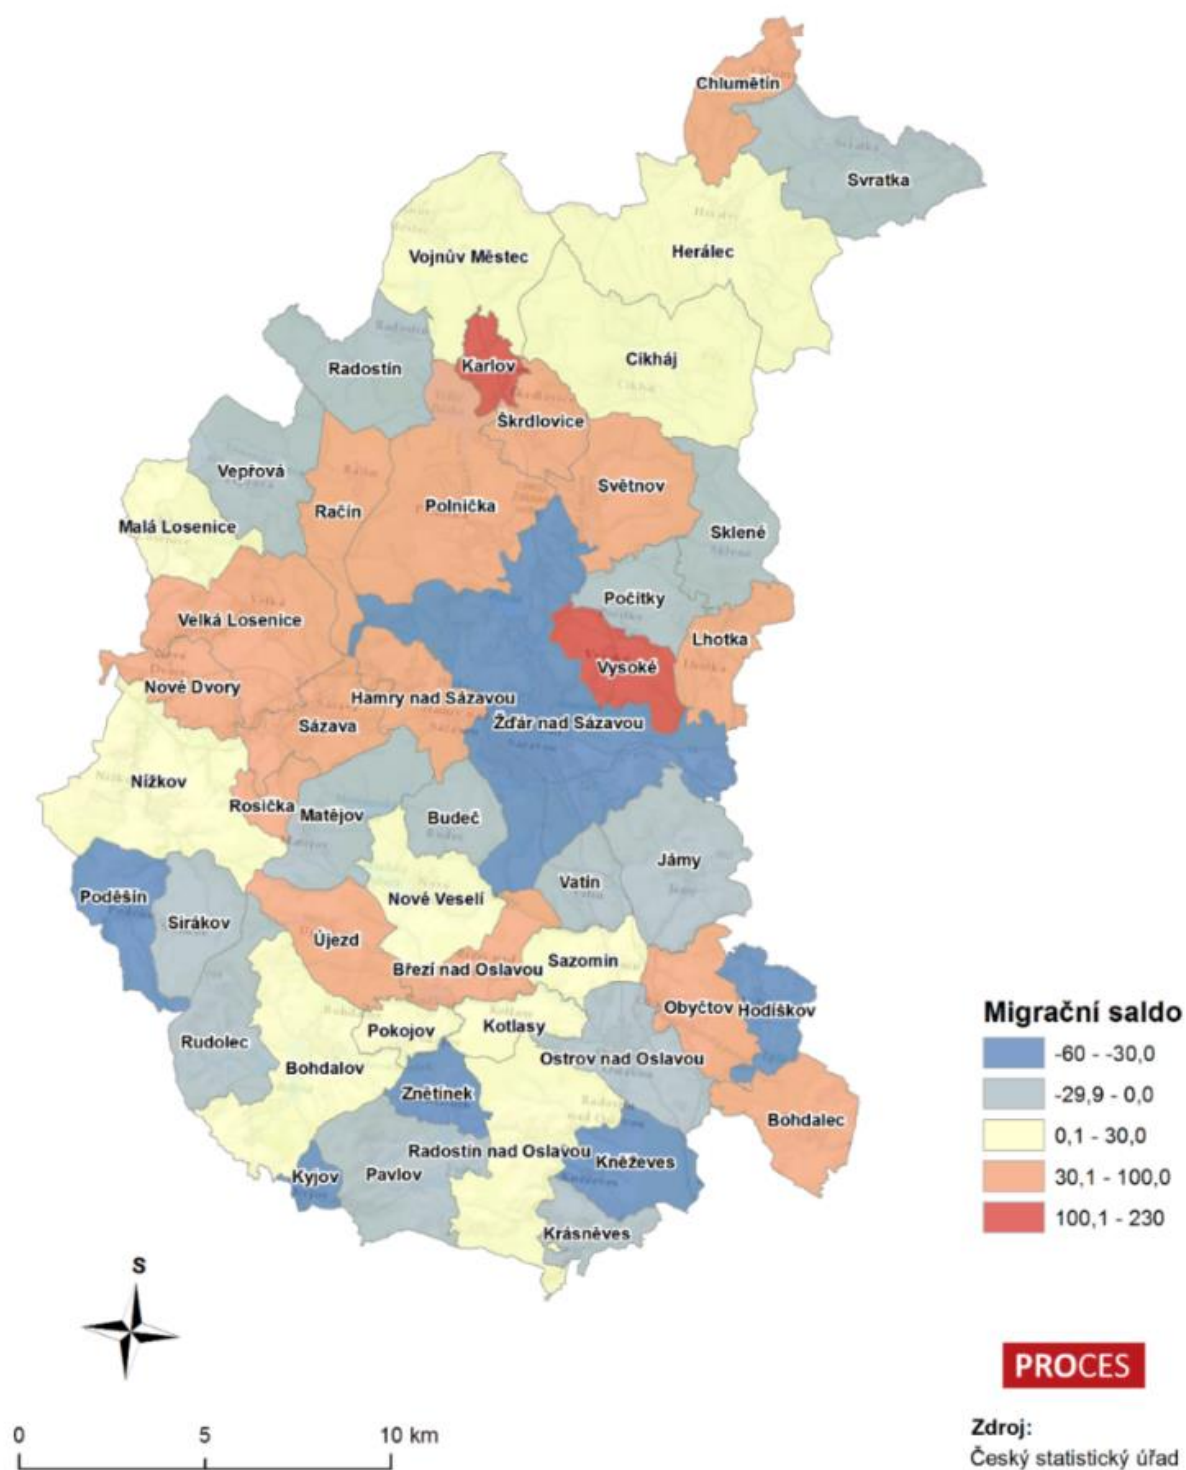 Chlumětín
Svratka
Herálec
Vojnův Městec
Cikháj
Radostín
Karlov
Škrdlovice
Vepřová
Světnov
Polnička
Račín
Malá Losenice
Sklené
Počítky
Velká Losenice
Lhotka
Vysoké
Nové Dvory
Hamry nad Sázavou
Žďár nad Sázavou
Sázava
Nížkov
Rosička
Matějov
Budeč
Jámy
Vatín
Poděšín
Nové Veselí
Sirákov
Újezd
Sazomín
Březí nad Oslavou
Obyčtov
Hodíškov
Pokojov
Kotlasy
Rudolec
Ostrov nad Oslavou
Bohdalov
Znětínek
Bohdalec
Radostín nad Oslavou
Kněževes
Kyjov
Pavlov
Krásněves
Migrační saldo
-60 - -30,0
-29,9 - 0,0
0,1 - 30,0
30,1 - 100,0
100,1 - 230
S
PROCES
0 5 10 km
Zdroj:
Český statistický úřad